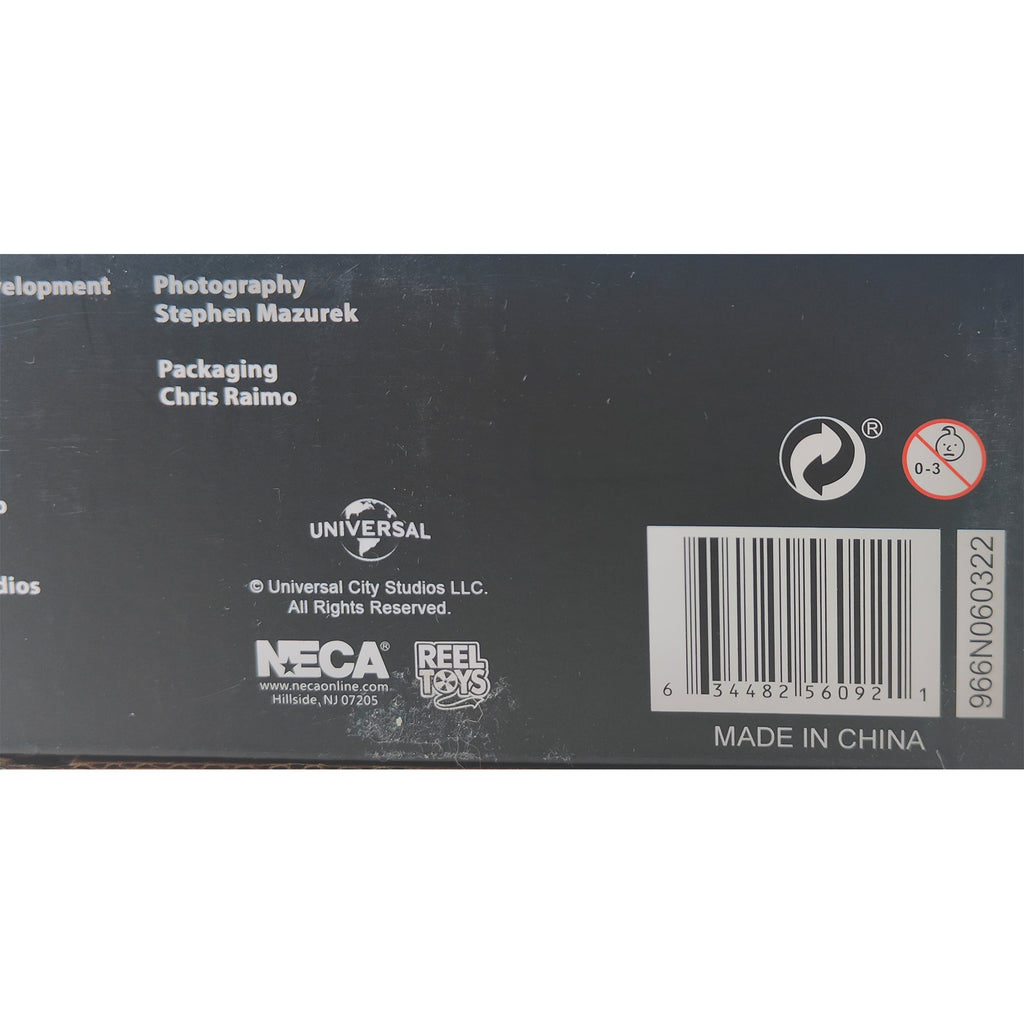 elopment
Photography
Stephen Mazurek
Packaging
Chris Raimo
®
0-3
o
dios
UNIVERSAL
© Universal City Studios LLC.
All Rights Reserved.
NECA®
www.necaonline.com
Hillside, NJ 07205
REEL
TOYS
6 34482 56092 1
966N060322
MADE IN CHINA